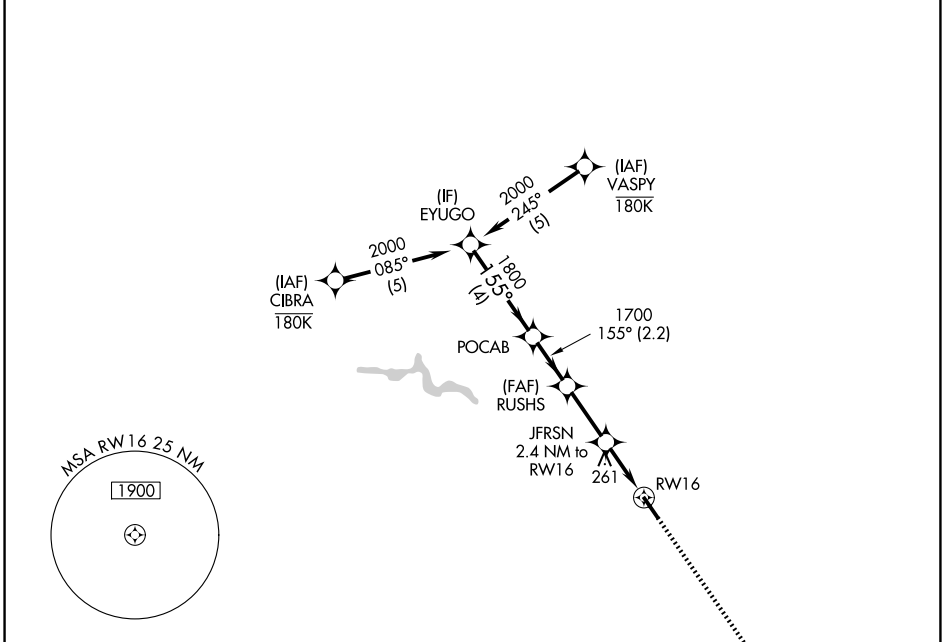 (IAF)
VASPY
180K
2000
245°
(5)
(IF)
EYUGO
2000
085°
(5)
(IAF)
CIBRA
180K
1800
155°
(4)
1700
155° (2.2)
POCAB
(FAF)
RUSHS
JFRSN
2.4 NM to
RW16
261
RW16
MSA RW16 25 NM
1900